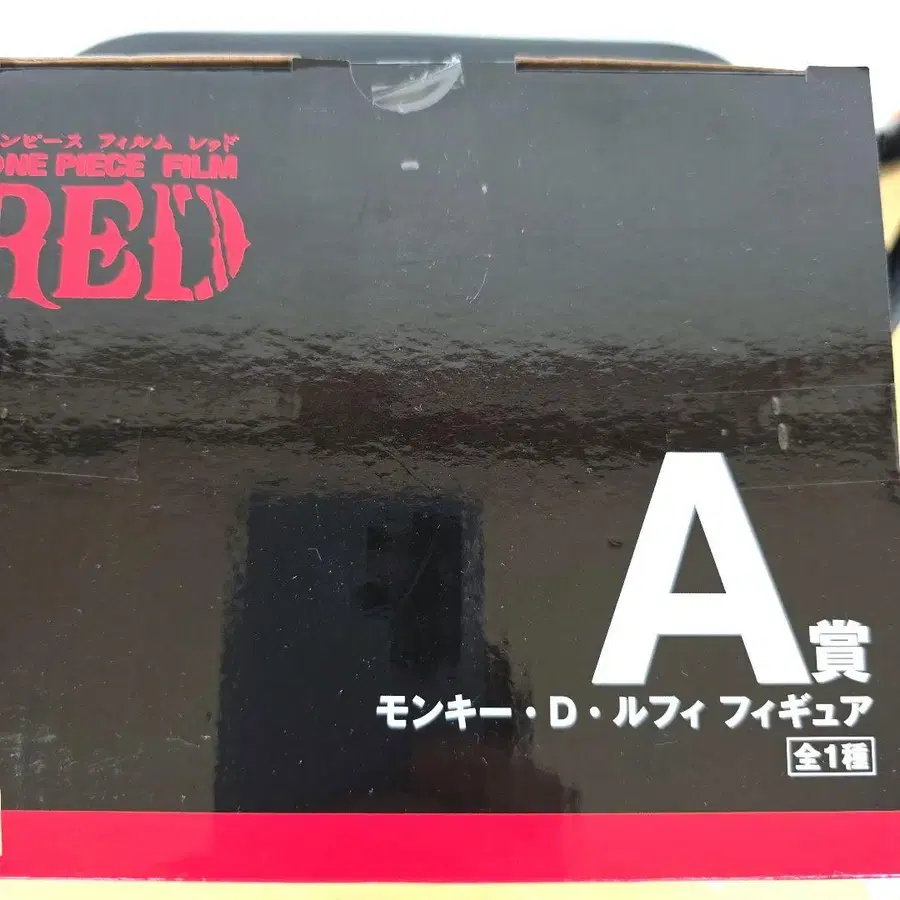 ンピース フィルム レッド
ONE PIECE FILM
RED
A賞
モンキー・D・ルフィ フィギュア
全1種